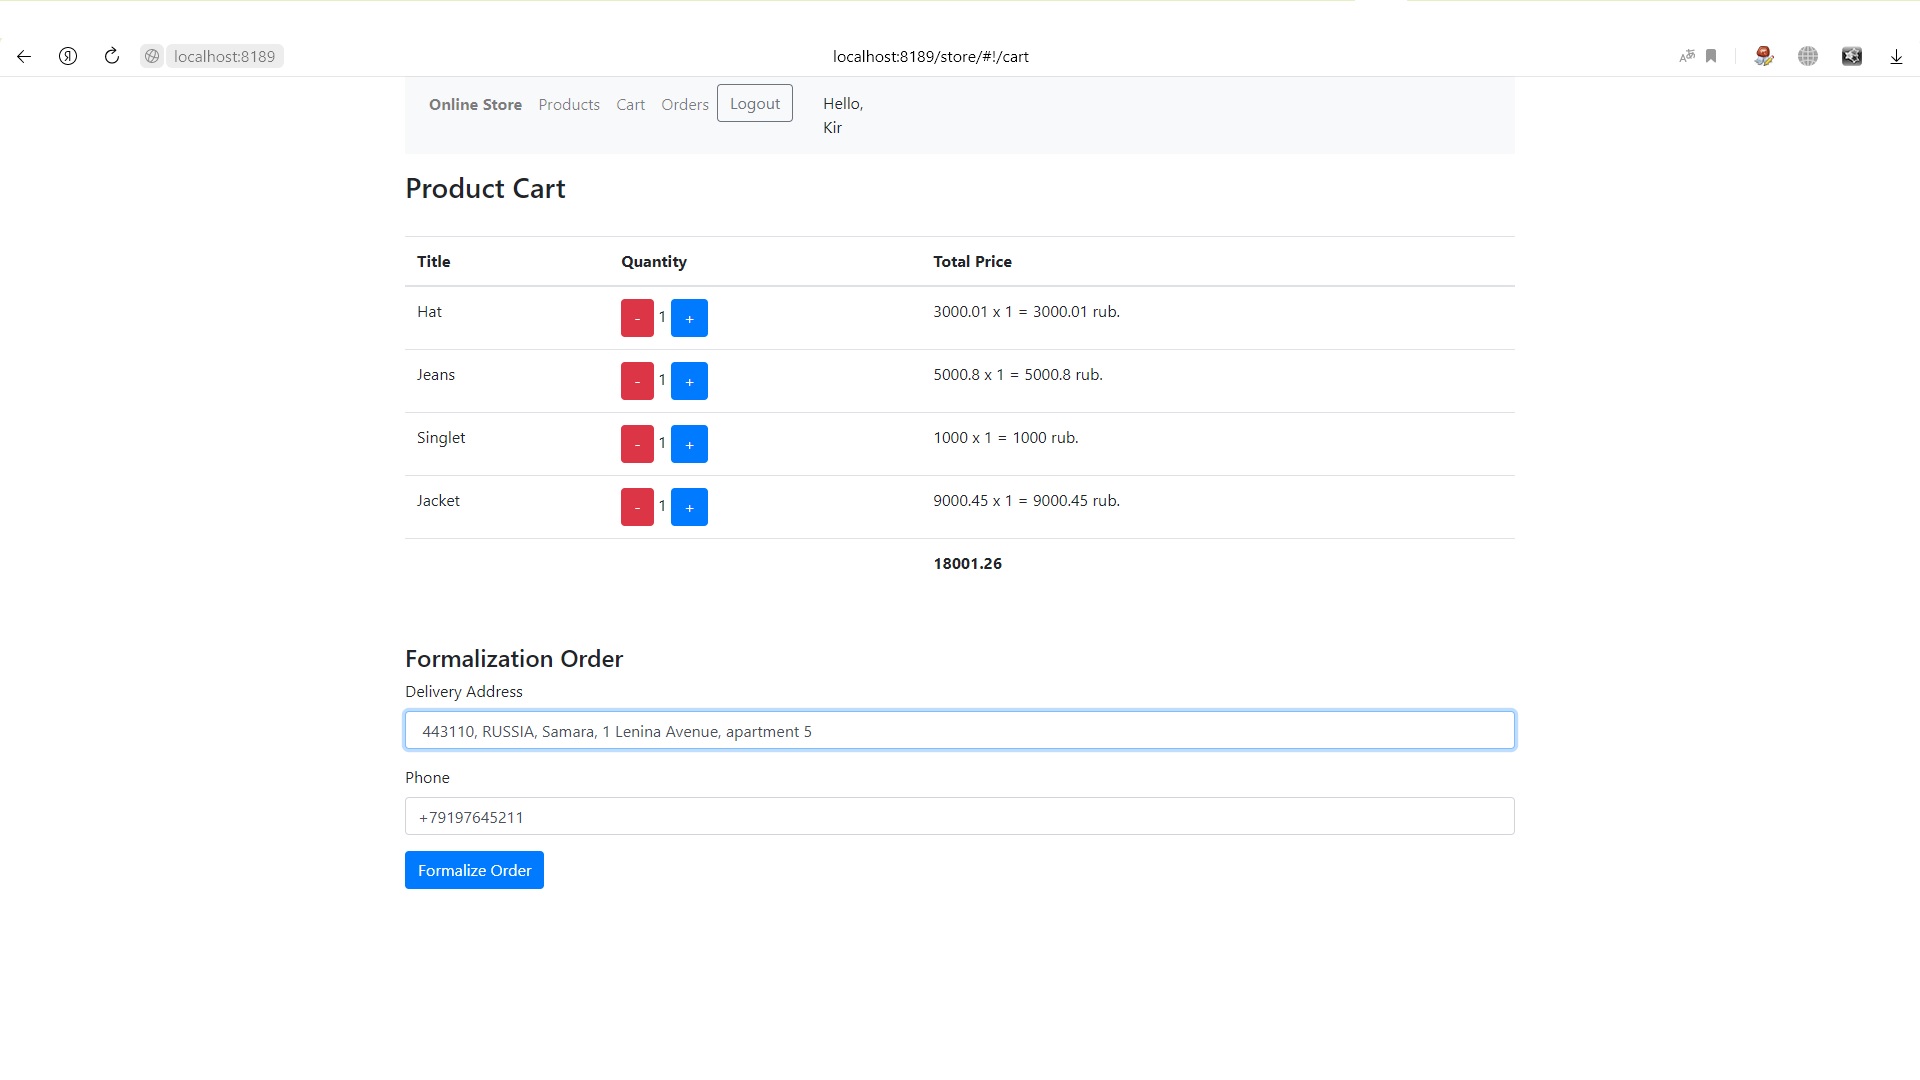 localhost:8189 localhost:8189/store/#!/cart
Online Store Products Cart Orders Logout Hello,
Kir
Product Cart
Title Quantity Total Price
Hat - 1 + 3000.01 x 1 = 3000.01 rub.
Jeans - 1 + 5000.8 x 1 = 5000.8 rub.
Singlet - 1 + 1000 x 1 = 1000 rub.
Jacket - 1 + 9000.45 x 1 = 9000.45 rub.
18001.26
Formalization Order
Delivery Address
443110, RUSSIA, Samara, 1 Lenina Avenue, apartment 5
Phone
+79197645211
Formalize Order